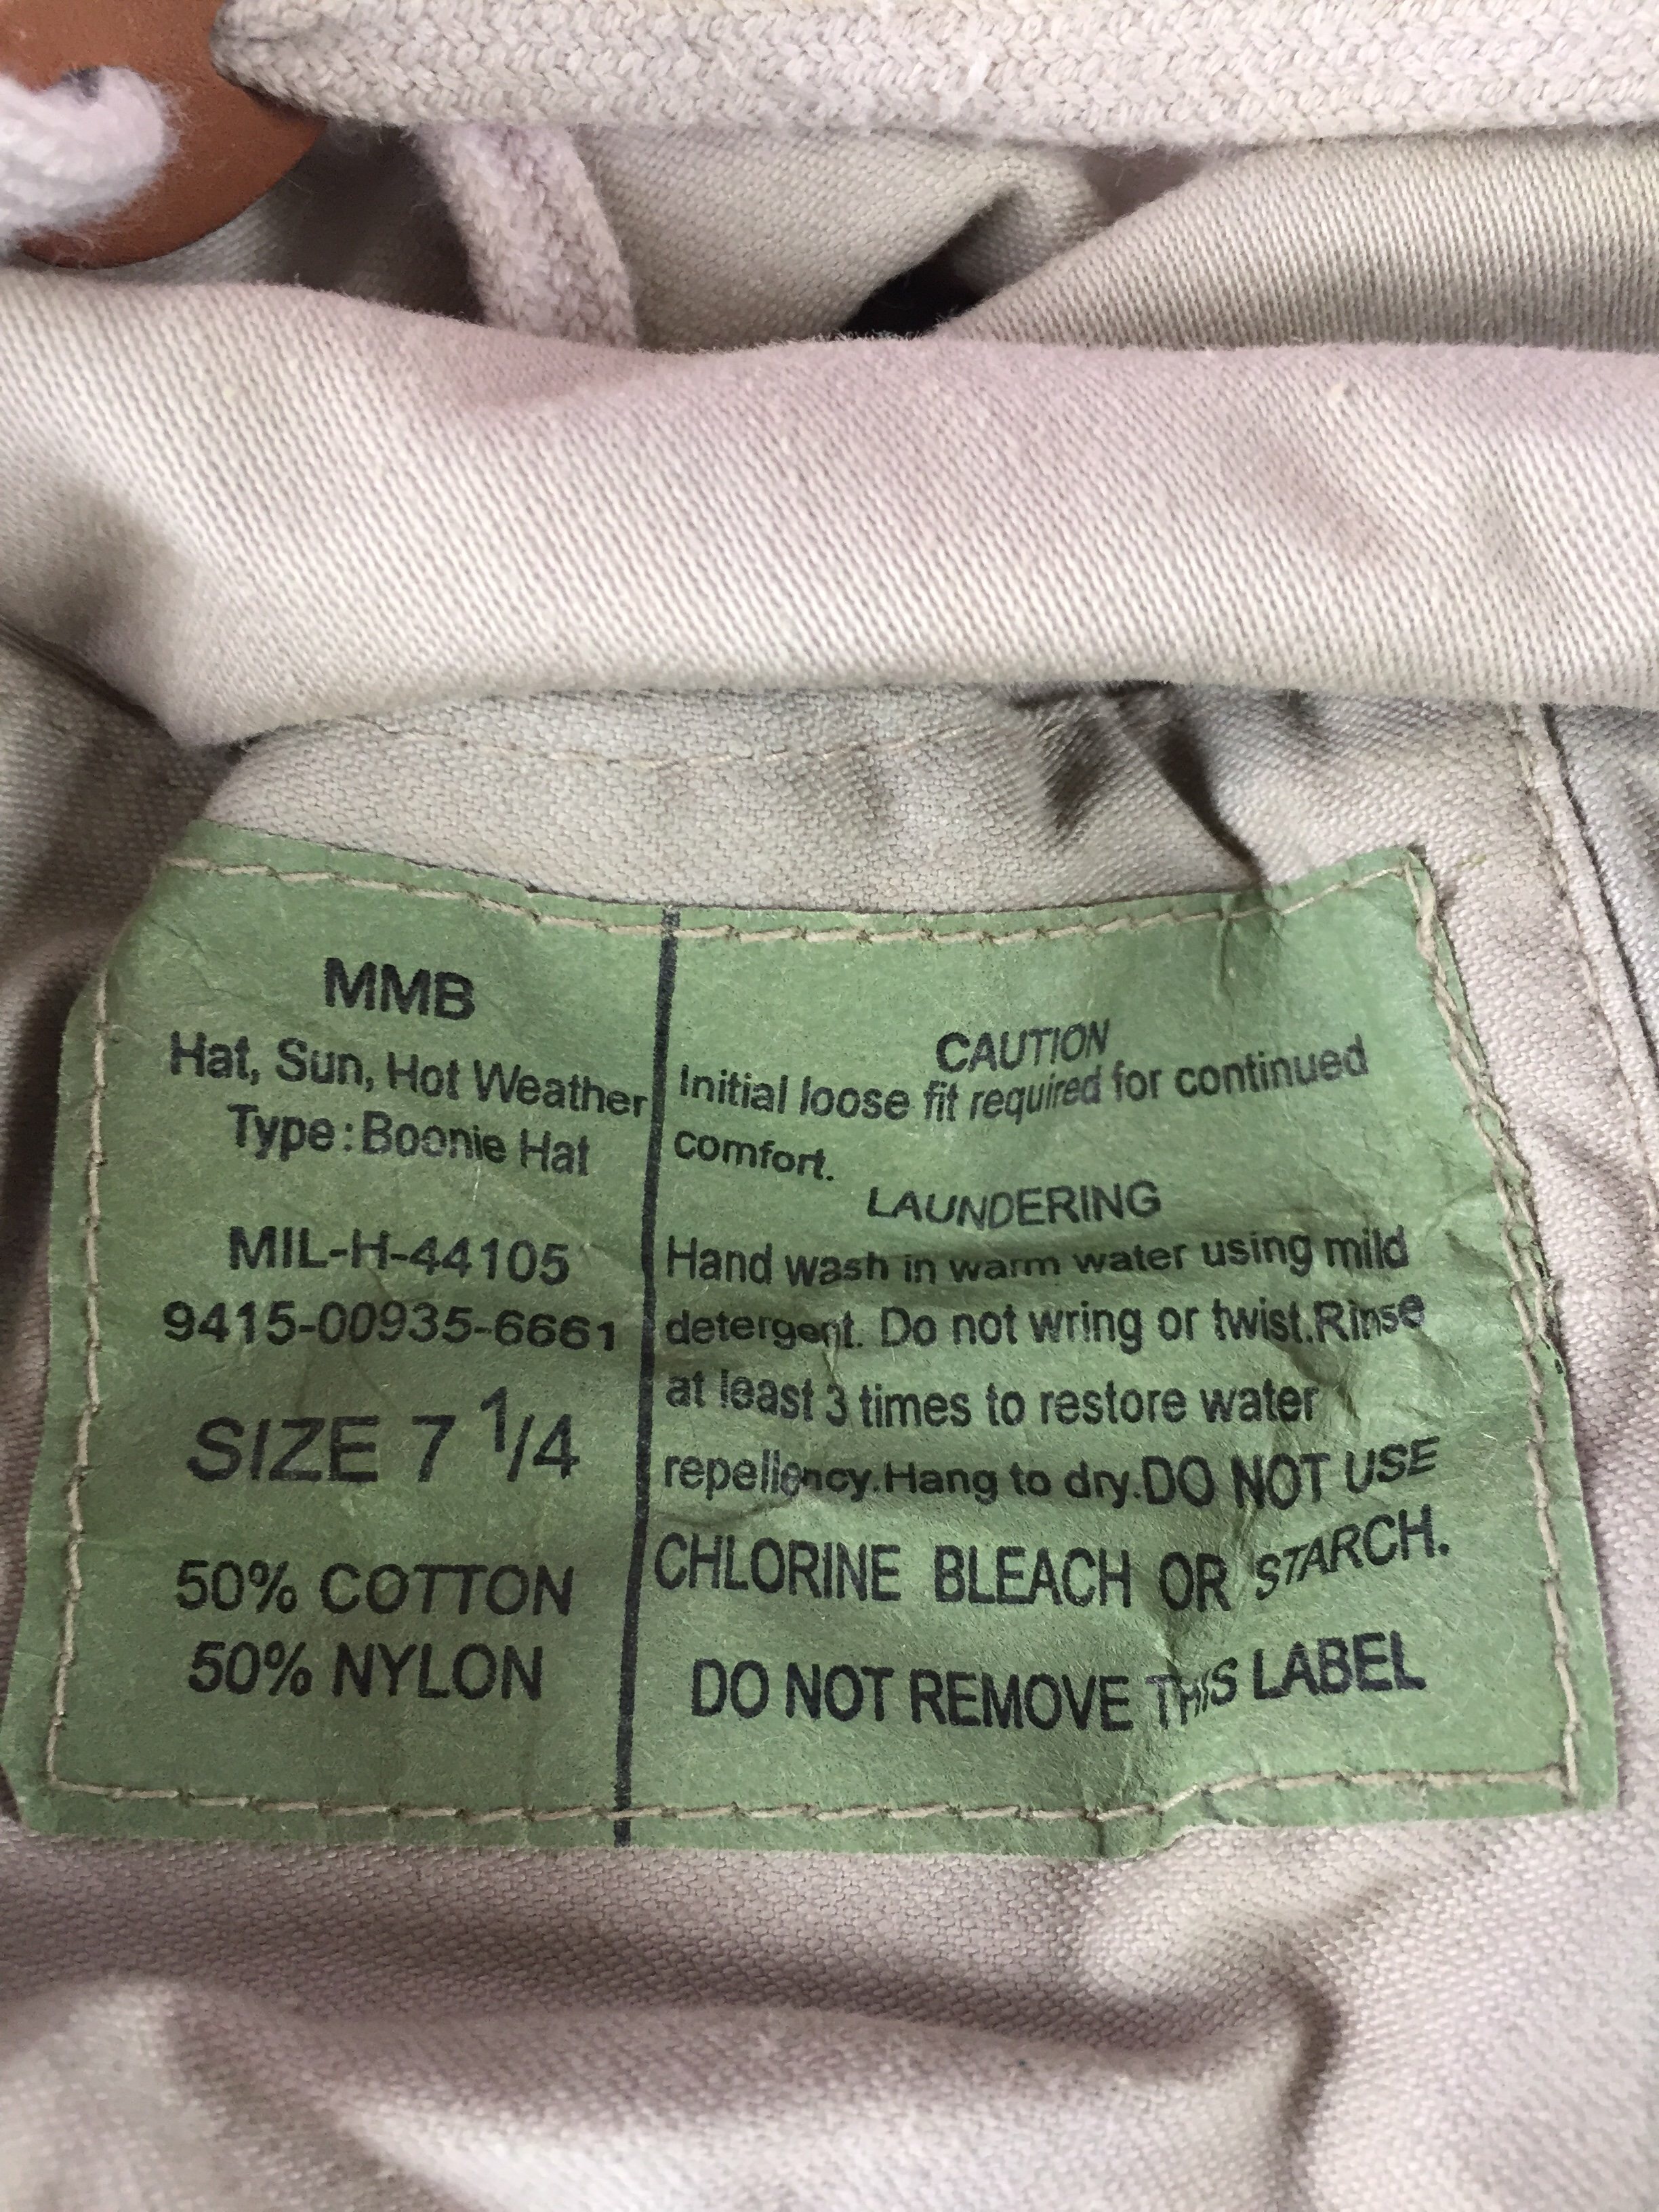 MMB
Hat, Sun, Hot Weather
Type:Boonie Hat
MIL-H-44105
9415-00935-6661
SIZE 7 1/4
50% COTTON
50% NYLON
CAUTION
Initial loose fit required for continued
comfort.
LAUNDERING
Hand wash in warm water using mild
detergent. Do not wring or twist.Rinse
at least 3 times to restore water
repellency.Hang to dry.DO NOT USE
CHLORINE BLEACH OR STARCH.
DO NOT REMOVE THIS LABEL